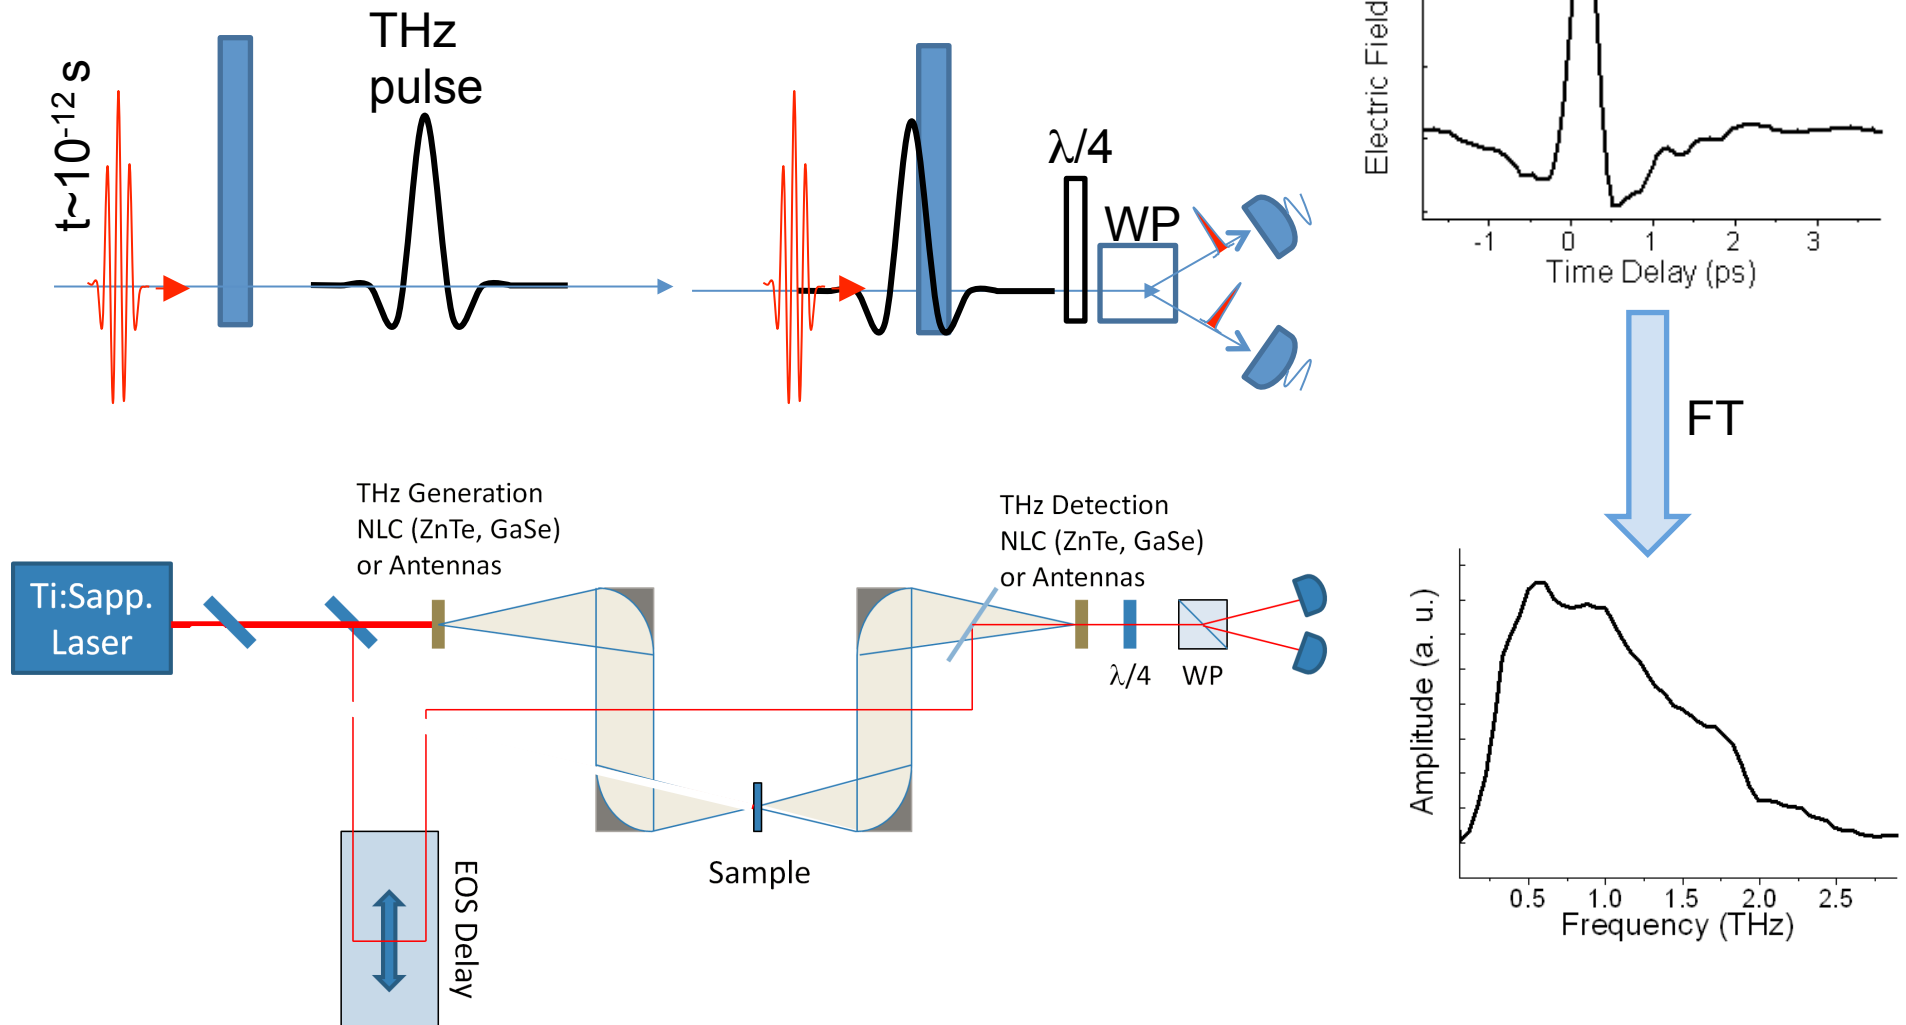 THz
pulse
t~10-12 s
λ/4
WP
Electric Field
-1 0 1 2 3
Time Delay (ps)
FT
THz Generation
NLC (ZnTe, GaSe)
or Antennas
THz Detection
NLC (ZnTe, GaSe)
or Antennas
Ti:Sapp.
Laser
λ/4
WP
Sample
EOS Delay
Amplitude (a. u.)
0.5 1.0 1.5 2.0 2.5
Frequency (THz)